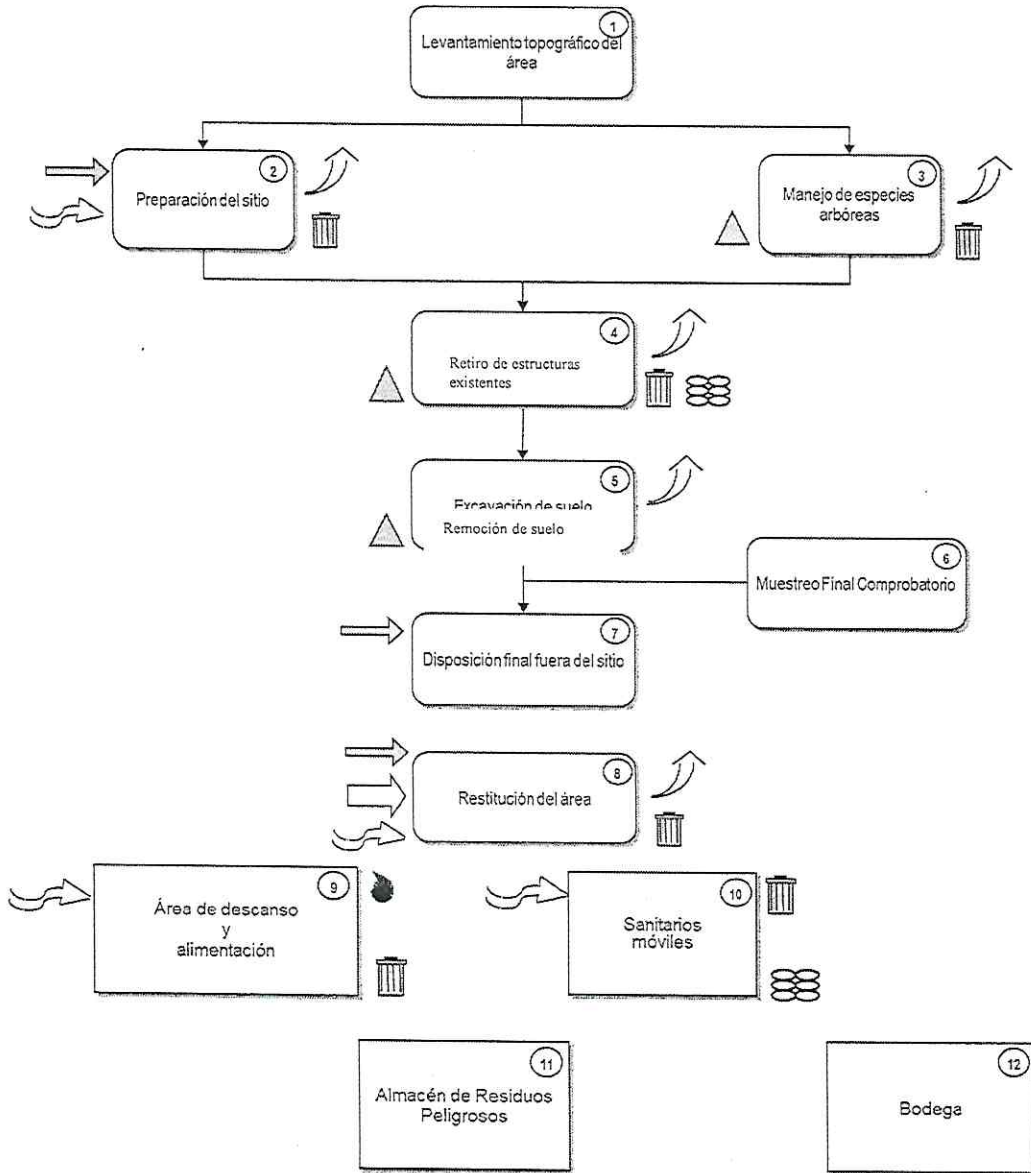 1
Levantamiento topográfico del
área
2
Preparación del sitio
3
Manejo de especies
arbóreas
4
Retiro de estructuras
existentes
5
Excavación de suelo
Remoción de suelo
6
Muestreo Final Comprobatorio
7
Disposición final fuera del sitio
8
Restitución del área
9
Área de descanso
y
alimentación
10
Sanitarios
móviles
11
Almacén de Residuos
Peligrosos
12
Bodega